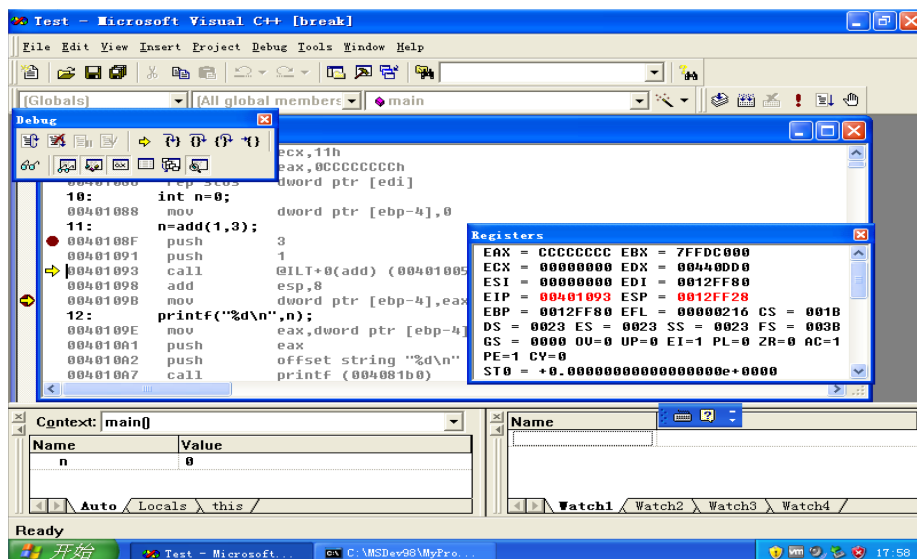 Test - Microsoft Visual C++ [break]
File Edit View Insert Project Debug Tools Window Help
(Globals) [All global members main
Debug
ecx,11h
eax,0CCCCCCCCh
rep stos dword ptr [edi]
10: int n=0;
00401088 mov dword ptr [ebp-4],0
11: n=add(1,3);
0040108F push 3
00401091 push 1
00401093 call @ILT+0(add) (00401005
00401098 add esp,8
0040109B mov dword ptr [ebp-4],eax
12: printf("%d\n",n);
0040109E mov eax,dword ptr [ebp-4]
004010A1 push eax
004010A2 push offset string "%d\n"
004010A7 call printf (004081b0)
Registers
EAX = CCCCCCCC EBX = 7FFDC000
ECX = 00000000 EDX = 00440DD0
ESI = 00000000 EDI = 0012FF80
EIP = 00401093 ESP = 0012FF28
EBP = 0012FF80 EFL = 00000216 CS = 001B
DS = 0023 ES = 0023 SS = 0023 FS = 003B
GS = 0000 OV=0 UP=0 EI=1 PL=0 ZR=0 AC=1
PE=1 CY=0
ST0 = +0.00000000000000000e+0000
Context: main()
Name Value
n 0
Auto Locals this
Name
Watch1 Watch2 Watch3 Watch4
Ready
开始 Test - Microsoft... C:\MSDev98\MyPro... 17:58